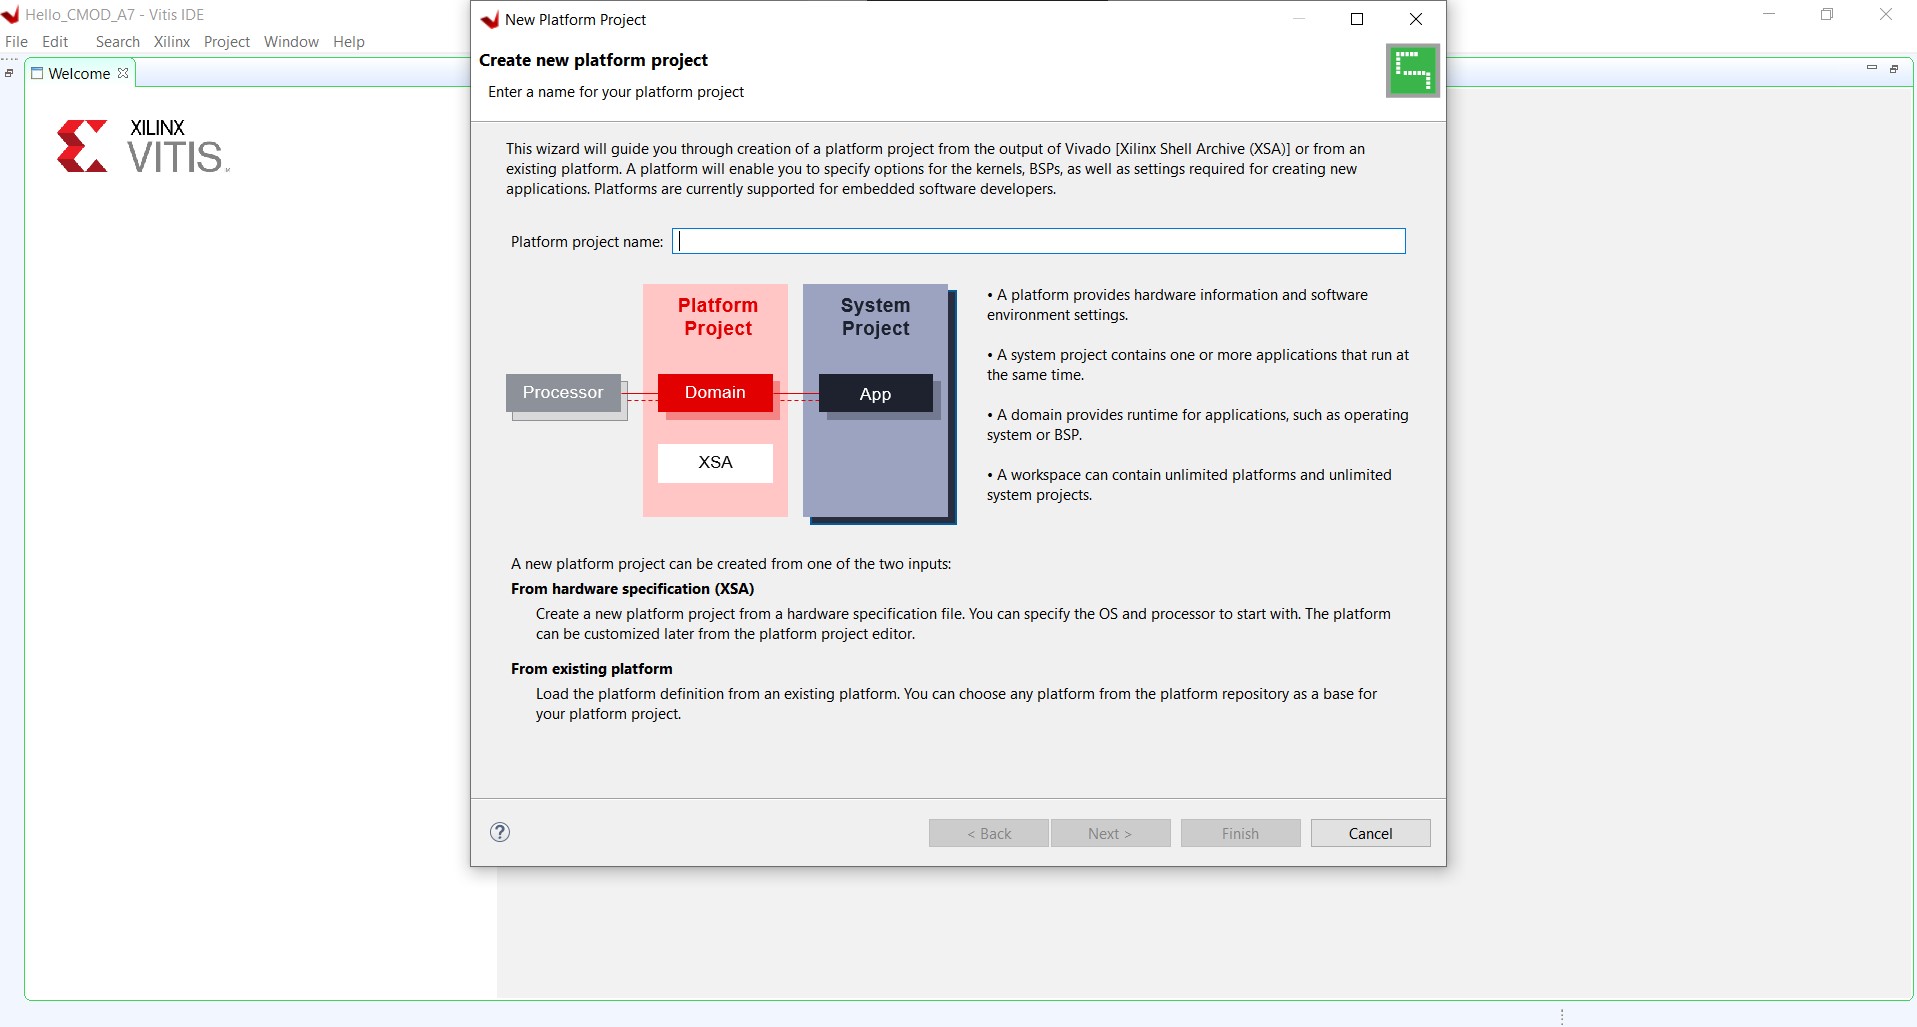 Hello_CMOD_A7 - Vitis IDE
File Edit Search Xilinx Project Window Help
Welcome
XILINX
VITIS
New Platform Project
Create new platform project
Enter a name for your platform project
This wizard will guide you through creation of a platform project from the output of Vivado [Xilinx Shell Archive (XSA)] or from an
existing platform. A platform will enable you to specify options for the kernels, BSPs, as well as settings required for creating new
applications. Platforms are currently supported for embedded software developers.
Platform project name:
Platform
Project
System
Project
Processor
Domain
App
XSA
• A platform provides hardware information and software
environment settings.
• A system project contains one or more applications that run at
the same time.
• A domain provides runtime for applications, such as operating
system or BSP.
• A workspace can contain unlimited platforms and unlimited
system projects.
A new platform project can be created from one of the two inputs:
From hardware specification (XSA)
Create a new platform project from a hardware specification file. You can specify the OS and processor to start with. The platform
can be customized later from the platform project editor.
From existing platform
Load the platform definition from an existing platform. You can choose any platform from the platform repository as a base for
your platform project.
?
< Back Next > Finish Cancel